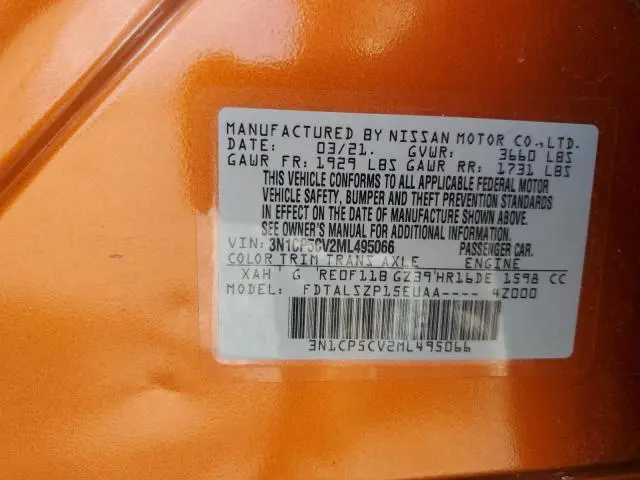 MANUFACTURED BY NISSAN MOTOR CO.,LTD.
DATE: 03/21. GVWR: 3660 LBS
GAWR FR: 1929 LBS GAWR RR: 1731 LBS
THIS VEHICLE CONFORMS TO ALL APPLICABLE FEDERAL MOTOR
VEHICLE SAFETY, BUMPER AND THEFT PREVENTION STANDARDS
IN EFFECT ON THE DATE OF MANUFACTURE SHOWN ABOVE.
SEE OWNER'S MANUAL FOR ADDITIONAL INFORMATION.
VIN: 3N1CP5CV2ML495066 PASSENGER CAR.
COLOR TRIM TRANS AXLE ENGINE
XAH G RE0F11B GZ39 HR16DE 1598 CC
MODEL: FDTALSZP15EUAA---- 4Z000
3N1CP5CV2ML495066